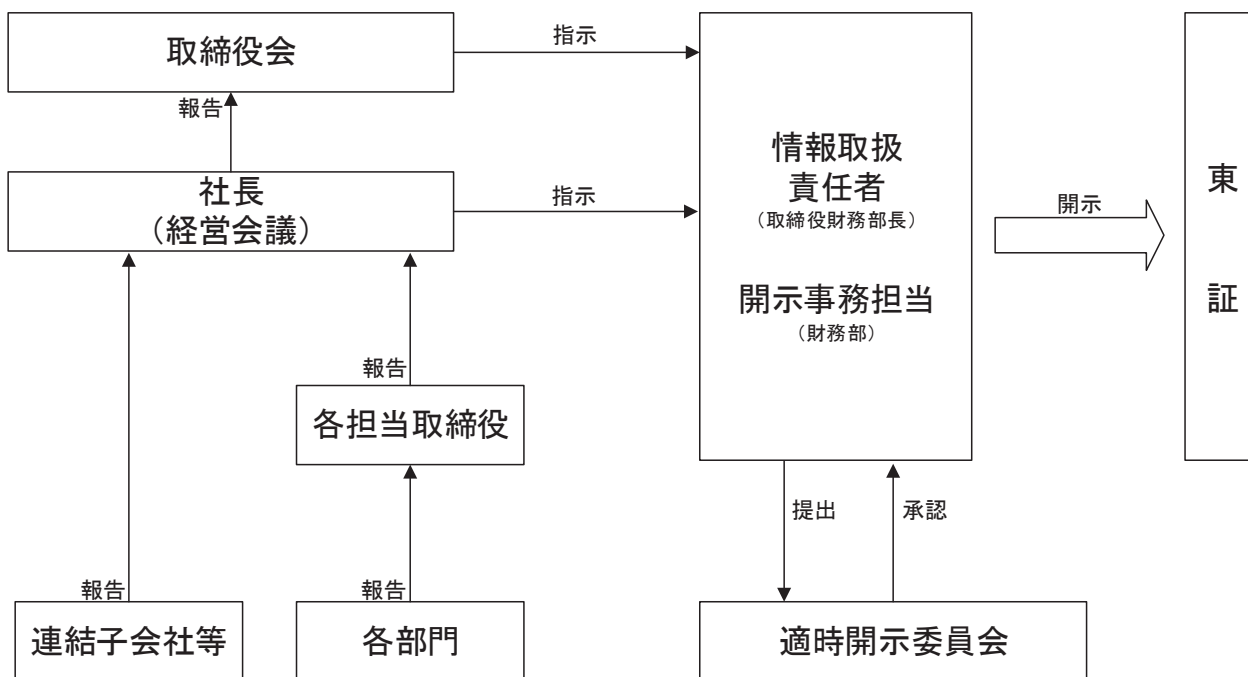 取締役会
指示
報告
社長
（経営会議）
指示
情報取扱
責任者
（取締役財務部長）
開示事務担当
（財務部）
開示
東
証
報告
各担当取締役
提出
承認
報告
報告
連結子会社等
各部門
適時開示委員会